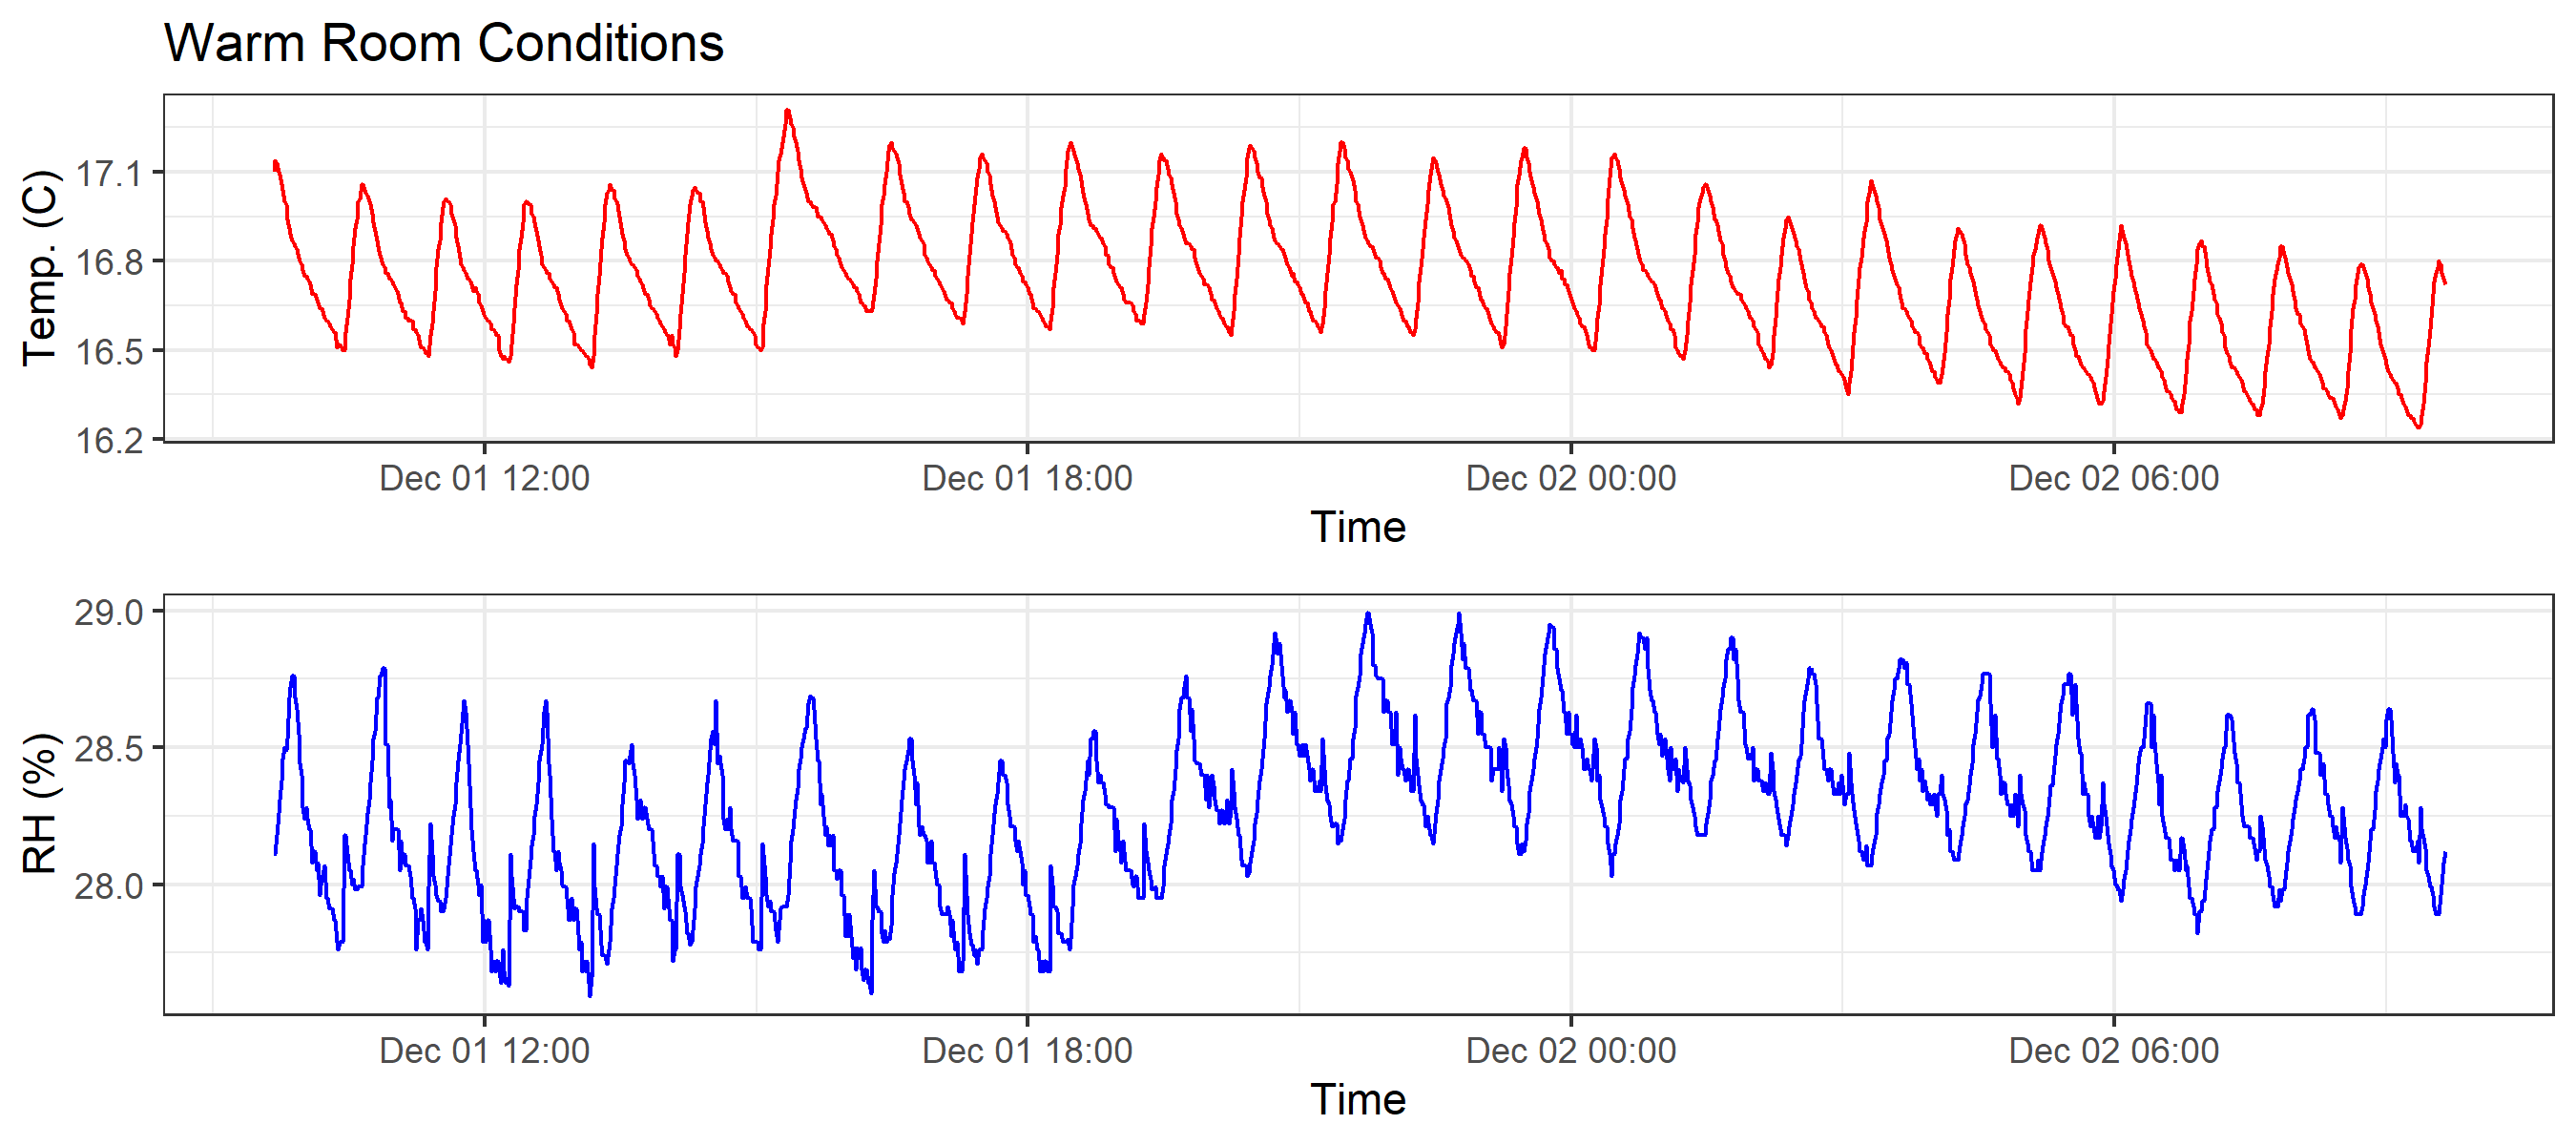 Warm Room Conditions
Temp. (C)
17.1
16.8
16.5
16.2
Dec 01 12:00 Dec 01 18:00 Dec 02 00:00 Dec 02 06:00
Time
RH (%)
29.0
28.5
28.0
Dec 01 12:00 Dec 01 18:00 Dec 02 00:00 Dec 02 06:00
Time